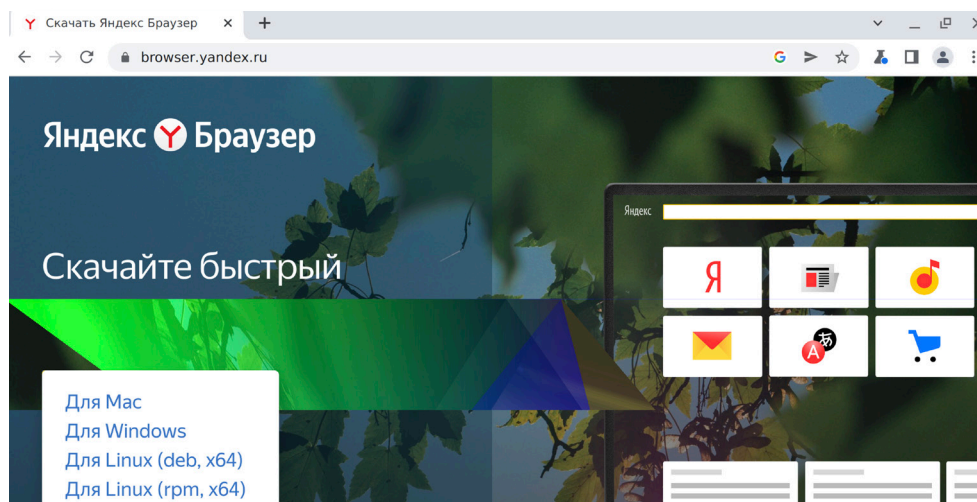 Скачать Яндекс Браузер
browser.yandex.ru
Яндекс Y Браузер
Яндекс
Скачайте быстрый
Я
A あ
Для Mac
Для Windows
Для Linux (deb, x64)
Для Linux (rpm, x64)